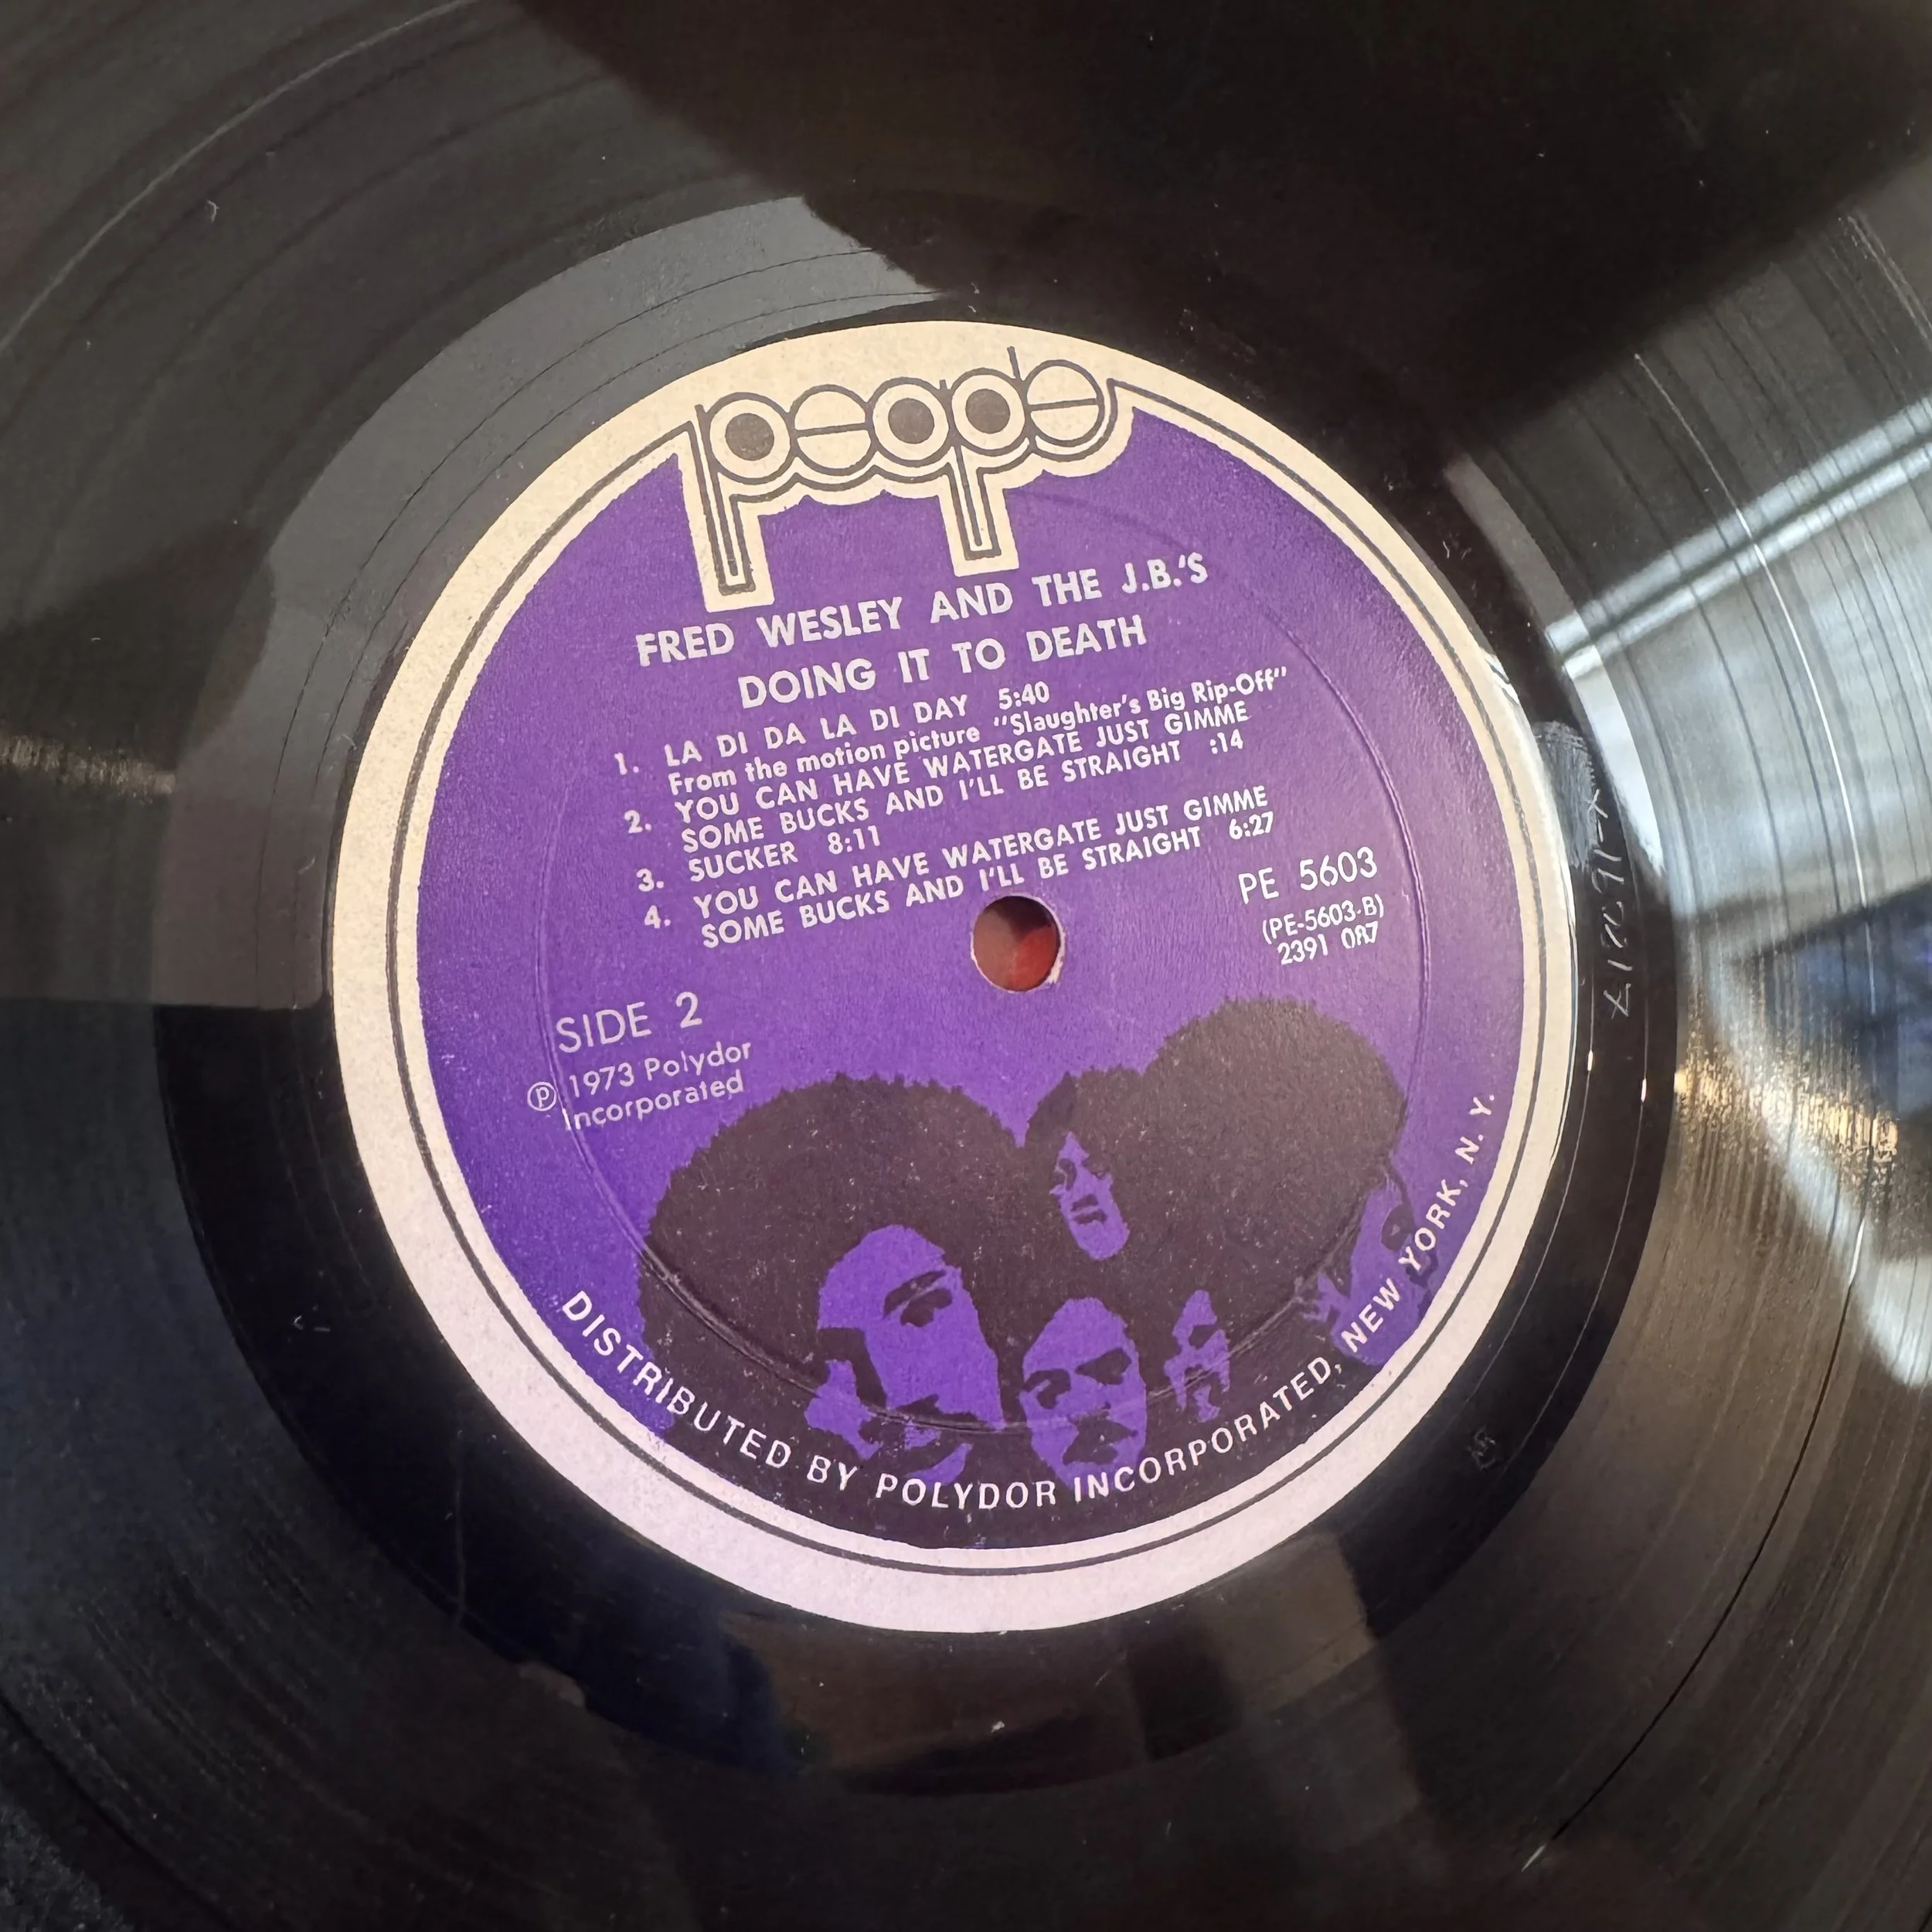 people
FRED WESLEY AND THE J.B.'S
DOING IT TO DEATH
1. LA DI DA LA DI DAY 5:40
From the motion picture "Slaughter's Big Rip-Off"
2. YOU CAN HAVE WATERGATE JUST GIMME
SOME BUCKS AND I'LL BE STRAIGHT :14
3. SUCKER 8:11
4. YOU CAN HAVE WATERGATE JUST GIMME
SOME BUCKS AND I'LL BE STRAIGHT 6:27
PE 5603
(PE-5603-B)
2391 087
SIDE 2
℗ 1973 Polydor
Incorporated
DISTRIBUTED BY POLYDOR INCORPORATED, NEW YORK, N. Y.